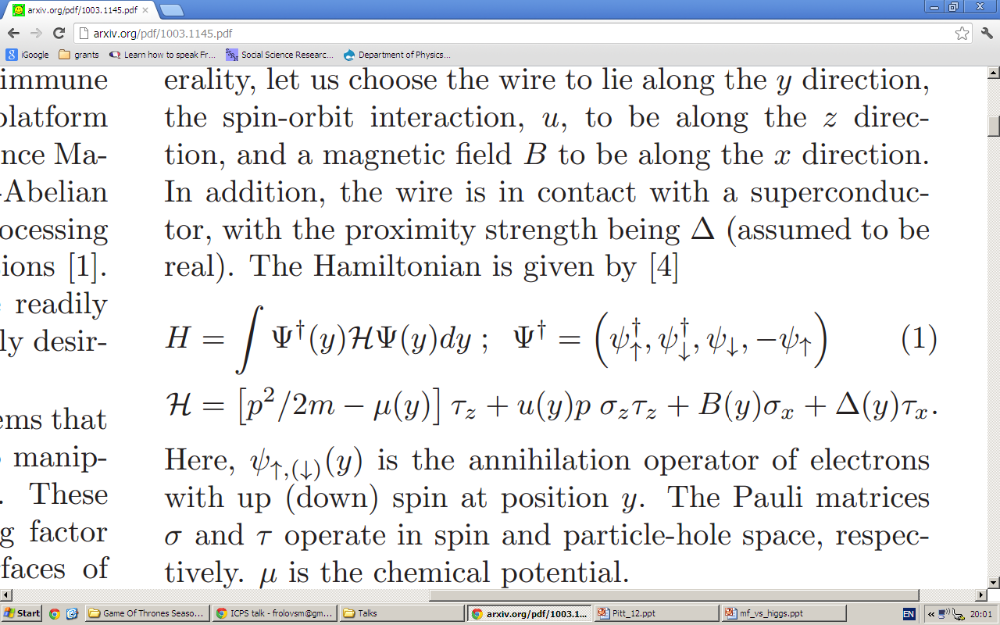 arxiv.org/pdf/1003.1145.pdf
arxiv.org/pdf/1003.1145.pdf
iGoogle grants Learn how to speak Fr... Social Science Researc... Department of Physics...
immune
platform
nce Ma-
-Abelian
ocessing
ions [1].
readily
ly desir-
ems that
manip-
. These
g factor
faces of
erality, let us choose the wire to lie along the y direction,
the spin-orbit interaction, u, to be along the z direc-
tion, and a magnetic field B to be along the x direction.
In addition, the wire is in contact with a superconduc-
tor, with the proximity strength being Δ (assumed to be
real). The Hamiltonian is given by [4]
H = ∫ Ψ†(y)ℋΨ(y)dy ; Ψ† = (ψ†↑, ψ†↓, ψ↓, −ψ↑) (1)
ℋ = [p²/2m − μ(y)] τz + u(y)p σzτz + B(y)σx + Δ(y)τx.
Here, ψ↑,(↓)(y) is the annihilation operator of electrons
with up (down) spin at position y. The Pauli matrices
σ and τ operate in spin and particle-hole space, respec-
tively. μ is the chemical potential.
Start Game Of Thrones Seaso... ICPS talk - frolovsm@gm... Talks arxiv.org/pdf/1003.1... Pitt_12.ppt mf_vs_higgs.ppt EN « 20:01